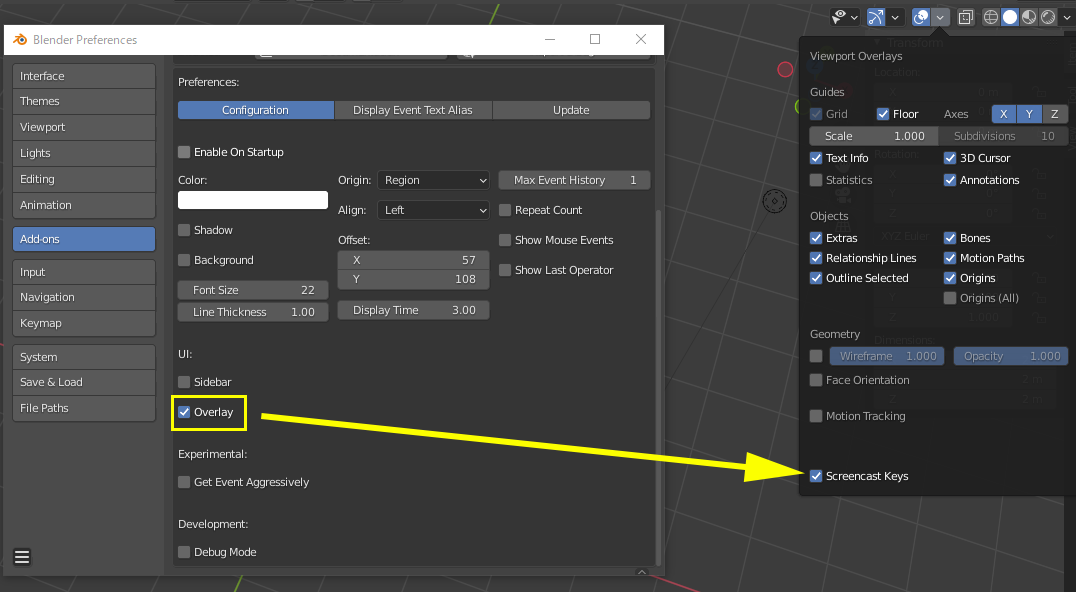 Blender Preferences
Interface
Themes
Viewport
Lights
Editing
Animation
Add-ons
Input
Navigation
Keymap
System
Save & Load
File Paths
Preferences:
Configuration
Display Event Text Alias
Update
Enable On Startup
Color:
Origin: Region
Max Event History 1
Align: Left
Repeat Count
Shadow
Offset:
Show Mouse Events
Background
X 57
Show Last Operator
Y 108
Font Size 22
Line Thickness 1.00
Display Time 3.00
UI:
Sidebar
Overlay
Experimental:
Get Event Aggressively
Development:
Debug Mode
Viewport Overlays
Guides
Grid
Floor
Axes
X
Y
Z
Scale 1.000
Subdivisions 10
Text Info
3D Cursor
Statistics
Annotations
Objects
Extras
Bones
Relationship Lines
Motion Paths
Outline Selected
Origins
Origins (All)
Geometry
Wireframe 1.000
Opacity 1.000
Face Orientation
Motion Tracking
Screencast Keys